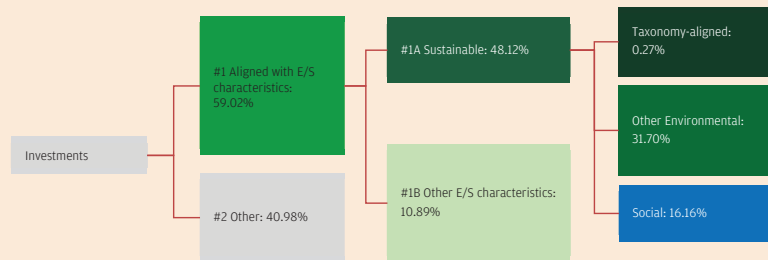 Investments
#1 Aligned with E/S
characteristics:
59.02%
#2 Other: 40.98%
#1A Sustainable: 48.12%
#1B Other E/S characteristics:
10.89%
Taxonomy-aligned:
0.27%
Other Environmental:
31.70%
Social: 16.16%